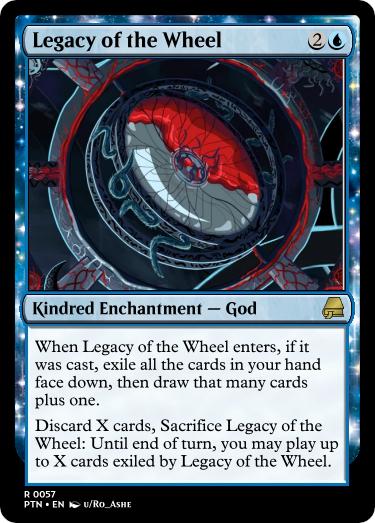 Legacy of the Wheel 2
Kindred Enchantment — God
When Legacy of the Wheel enters, if it
was cast, exile all the cards in your hand
face down, then draw that many cards
plus one.
Discard X cards, Sacrifice Legacy of the
Wheel: Until end of turn, you may play up
to X cards exiled by Legacy of the Wheel.
R 0057
PTN • EN u/Ro_Ashe